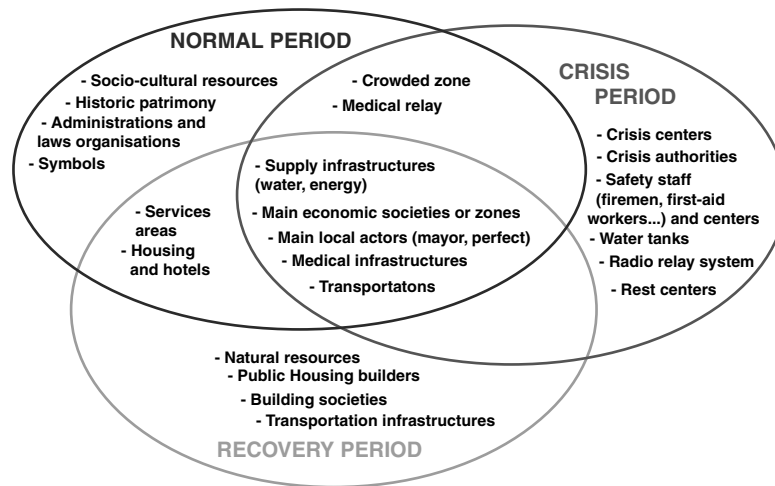 NORMAL PERIOD
- Socio-cultural resources
- Historic patrimony
- Administrations and
laws organisations
- Symbols
- Crowded zone
- Medical relay
CRISIS
PERIOD
- Crisis centers
- Crisis authorities
- Safety staff
(firemen, first-aid
workers...) and centers
- Water tanks
- Radio relay system
- Rest centers
- Supply infrastructures
(water, energy)
- Main economic societies or zones
- Main local actors (mayor, perfect)
- Medical infrastructures
- Transportatons
- Services
areas
- Housing
and hotels
- Natural resources
- Public Housing builders
- Building societies
- Transportation infrastructures
RECOVERY PERIOD